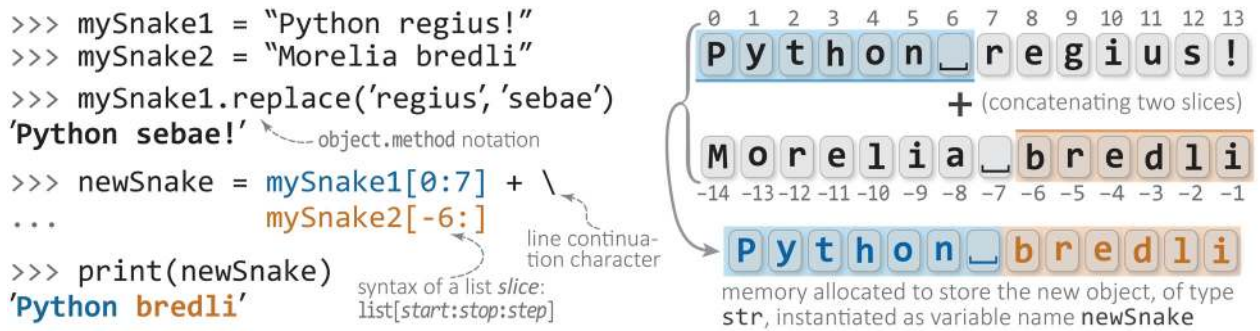 >>> mySnake1 = “Python regius!”
>>> mySnake2 = “Morelia bredli”
>>> mySnake1.replace(’regius’, ’sebae’)
’Python sebae!’
object.method notation
>>> newSnake = mySnake1[0:7] + \
... mySnake2[-6:]
line continua-
tion character
>>> print(newSnake)
’Python bredli’
syntax of a list slice:
list[start:stop:step]
0 1 2 3 4 5 6 7 8 9 10 11 12 13
P y t h o n ⎵ r e g i u s !
+ (concatenating two slices)
M o r e l i a ⎵ b r e d l i
−14 −13 −12 −11 −10 −9 −8 −7 −6 −5 −4 −3 −2 −1
P y t h o n ⎵ b r e d l i
memory allocated to store the new object, of type
str, instantiated as variable name newSnake